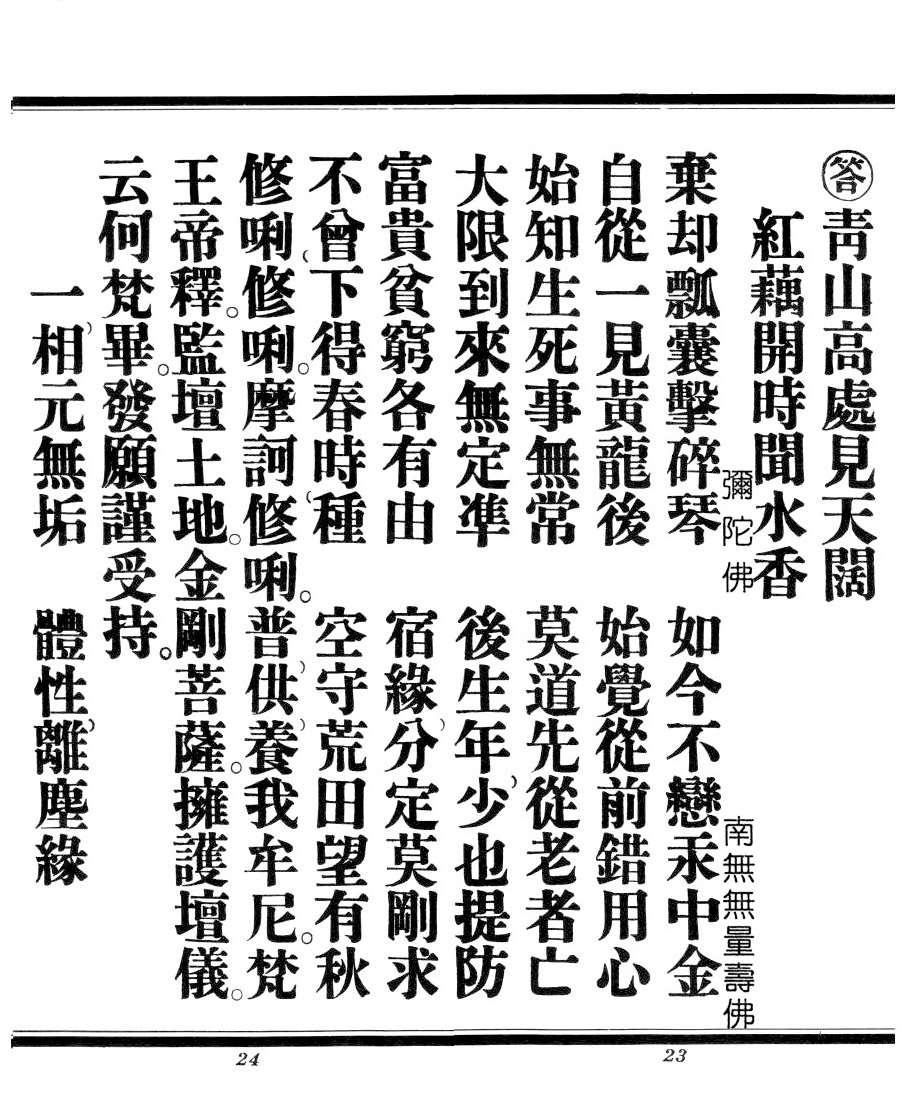 答青山高處見天闊
紅藕開時聞水香
彌陀佛　南無無量壽佛
棄却瓢囊擊碎琴　如今不戀汞中金
自從一見黃龍後　始覺從前錯用心
始知生死事無常　莫道先從老者亡
大限到來無定準　後生年少也提防
富貴貧窮各有由　宿緣分定莫剛求
不曾下得春時種　空守荒田望有秋
修唎修唎。摩訶修唎。普供養我牟尼。梵
王帝釋。監壇土地。金剛菩薩。擁護壇儀。
云何梵畢。發願謹受持。
一相元無垢　體性離塵緣
24
23